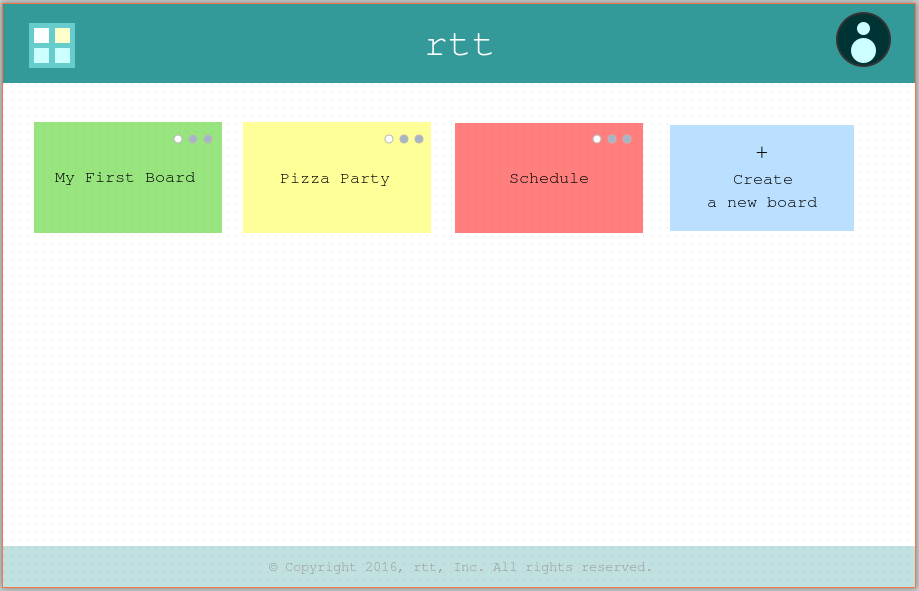 rtt
My First Board
Pizza Party
Schedule
+
Create
a new board
© Copyright 2016, rtt, Inc. All rights reserved.